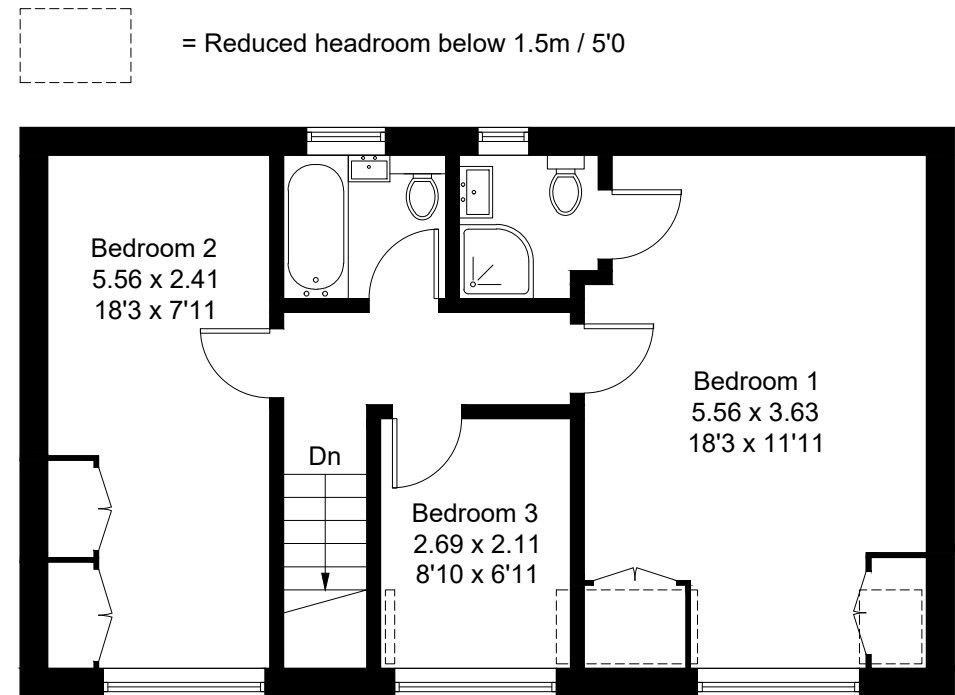 = Reduced headroom below 1.5m / 5'0
Bedroom 2
5.56 x 2.41
18'3 x 7'11
Bedroom 1
5.56 x 3.63
18'3 x 11'11
Dn
Bedroom 3
2.69 x 2.11
8'10 x 6'11